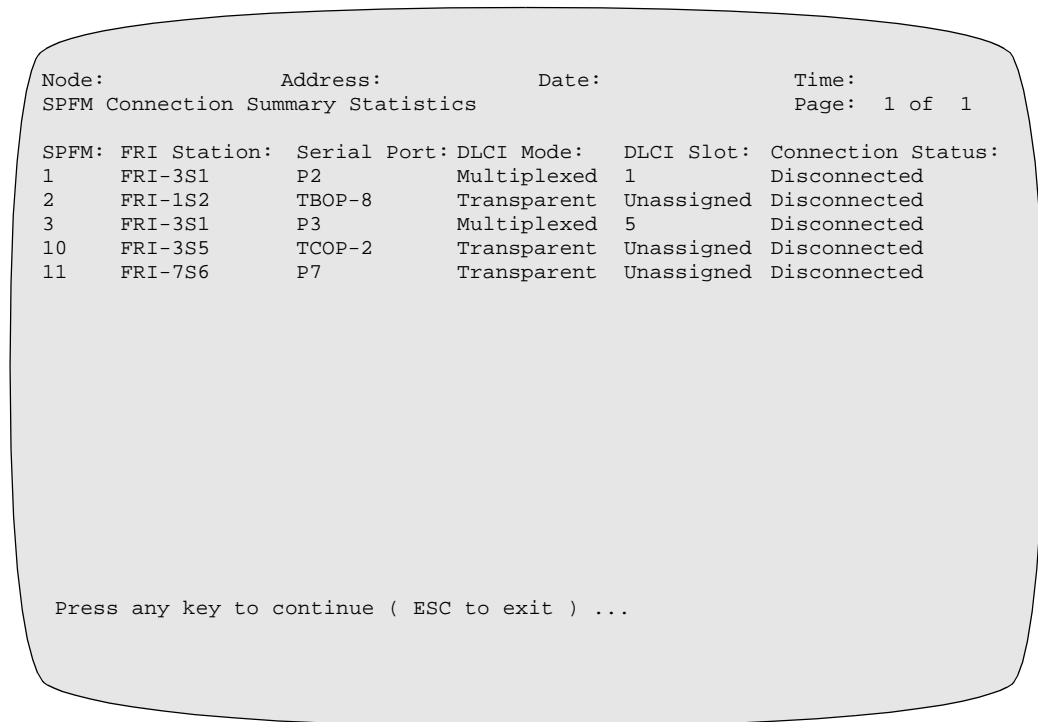 Node: Address: Date: Time:
SPFM Connection Summary Statistics Page: 1 of 1
SPFM: FRI Station: Serial Port: DLCI Mode: DLCI Slot: Connection Status:
1 FRI-3S1 P2 Multiplexed 1 Disconnected
2 FRI-1S2 TBOP-8 Transparent Unassigned Disconnected
3 FRI-3S1 P3 Multiplexed 5 Disconnected
10 FRI-3S5 TCOP-2 Transparent Unassigned Disconnected
11 FRI-7S6 P7 Transparent Unassigned Disconnected
Press any key to continue ( ESC to exit ) ...